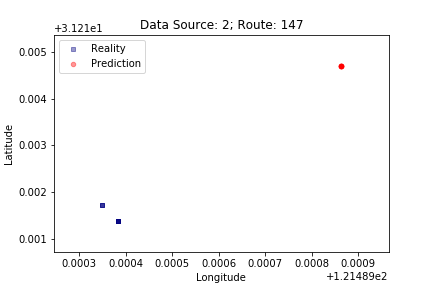 Data Source: 2; Route: 147
+3.121e1
Reality
Prediction
0.005
0.004
0.003
0.002
0.001
Latitude
0.0003 0.0004 0.0005 0.0006 0.0007 0.0008 0.0009
Longitude
+1.21489e2